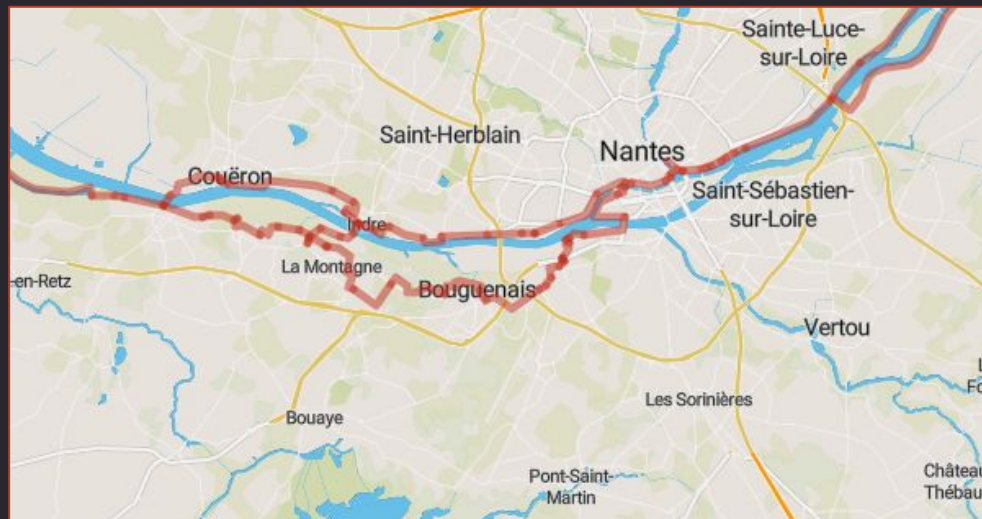 Sainte-Luce-
sur-Loire
Saint-Herblain
Nantes
Couëron
Saint-Sébastien-
sur-Loire
Indre
La Montagne
-en-Retz
Bouguenais
Vertou
Les Sorinières
Bouaye
Pont-Saint-
Martin
Château
Thébau